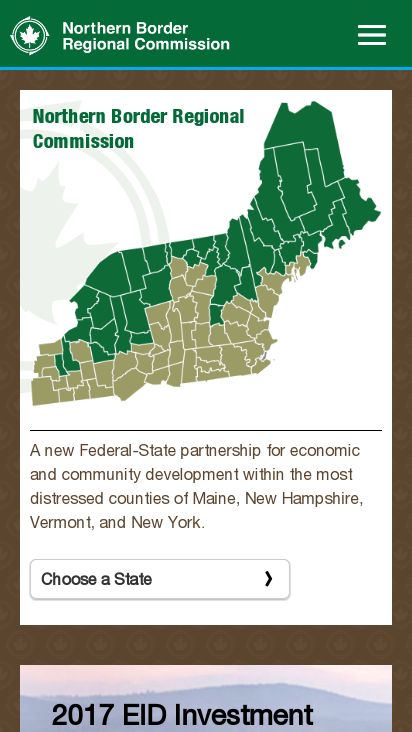 Northern Border
Regional Commission
Northern Border Regional
Commission
A new Federal-State partnership for economic
and community development within the most
distressed counties of Maine, New Hampshire,
Vermont, and New York.
Choose a State
2017 EID Investment